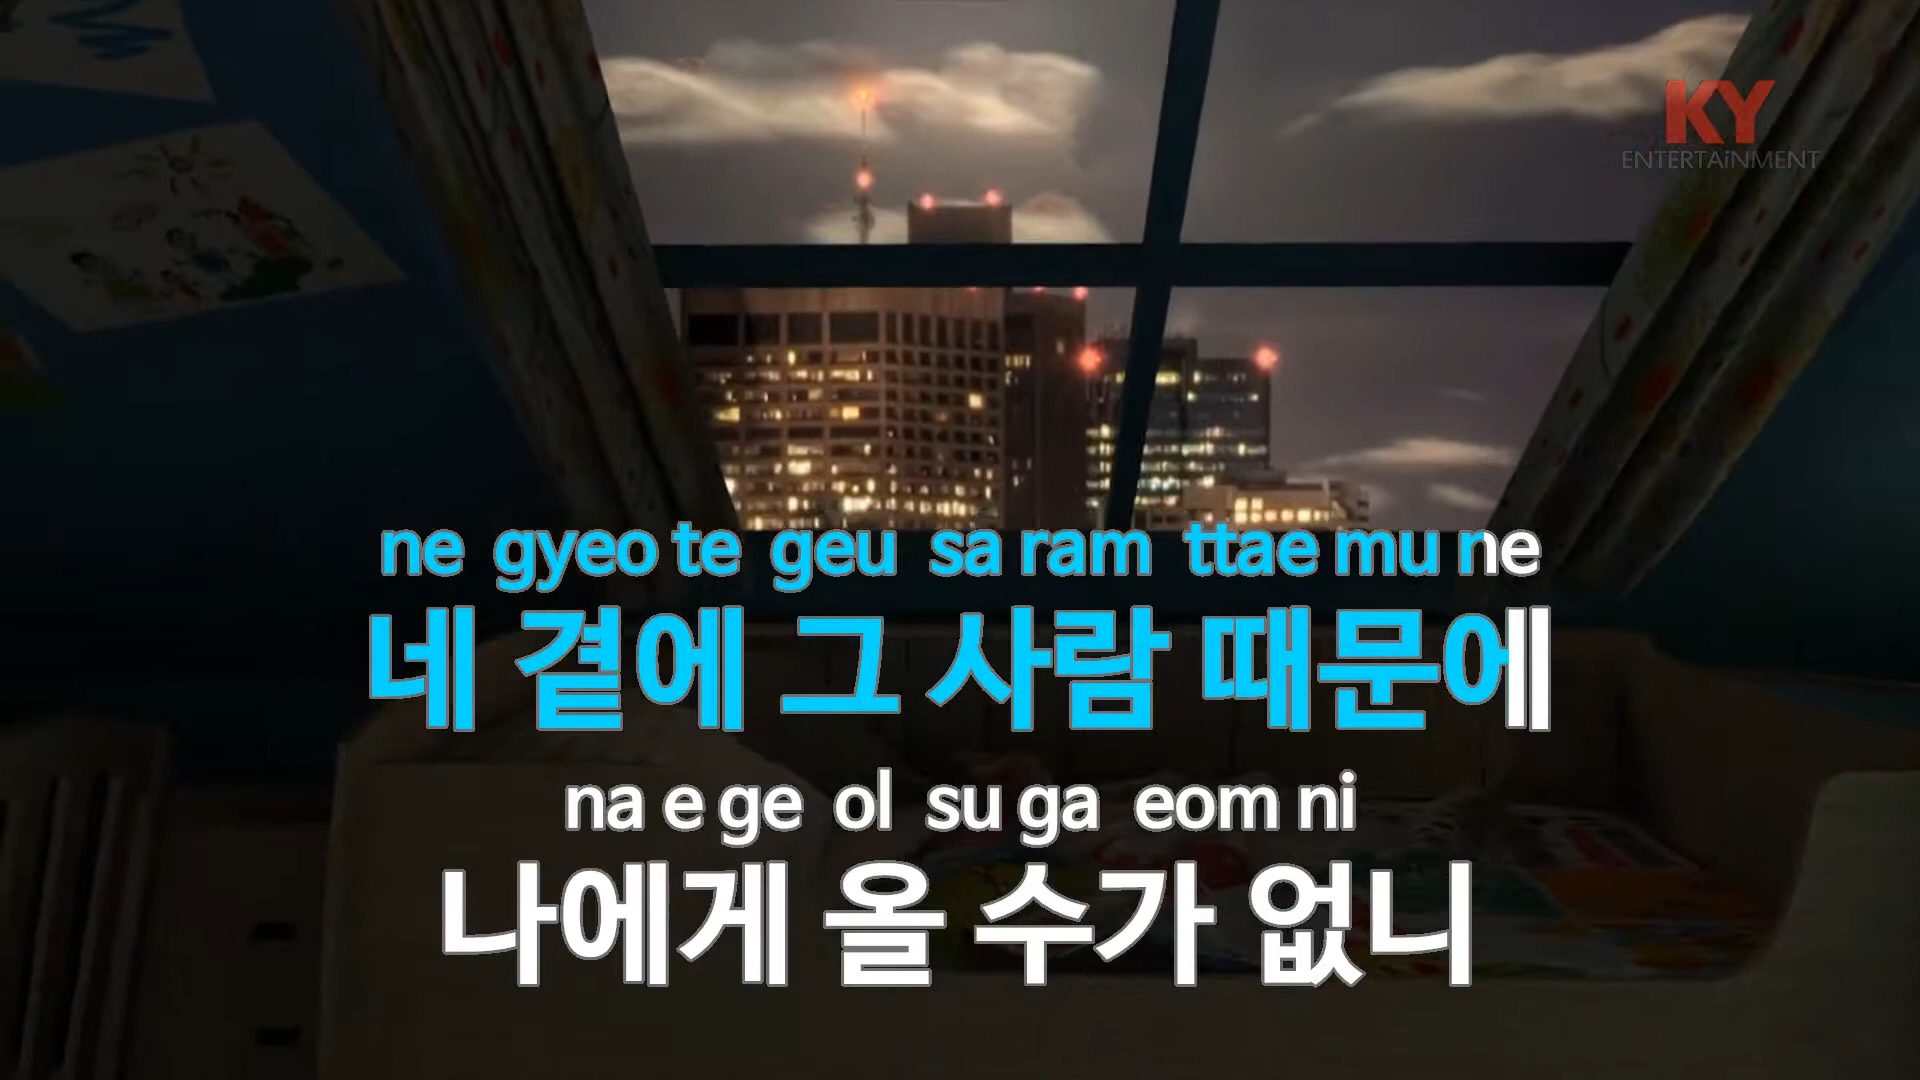 KY
ENTERTAiNMENT
ne gyeo te geu sa ram ttae mu ne
네 곁에 그 사람 때문에
na e ge ol su ga eom ni
나에게 올 수가 없니